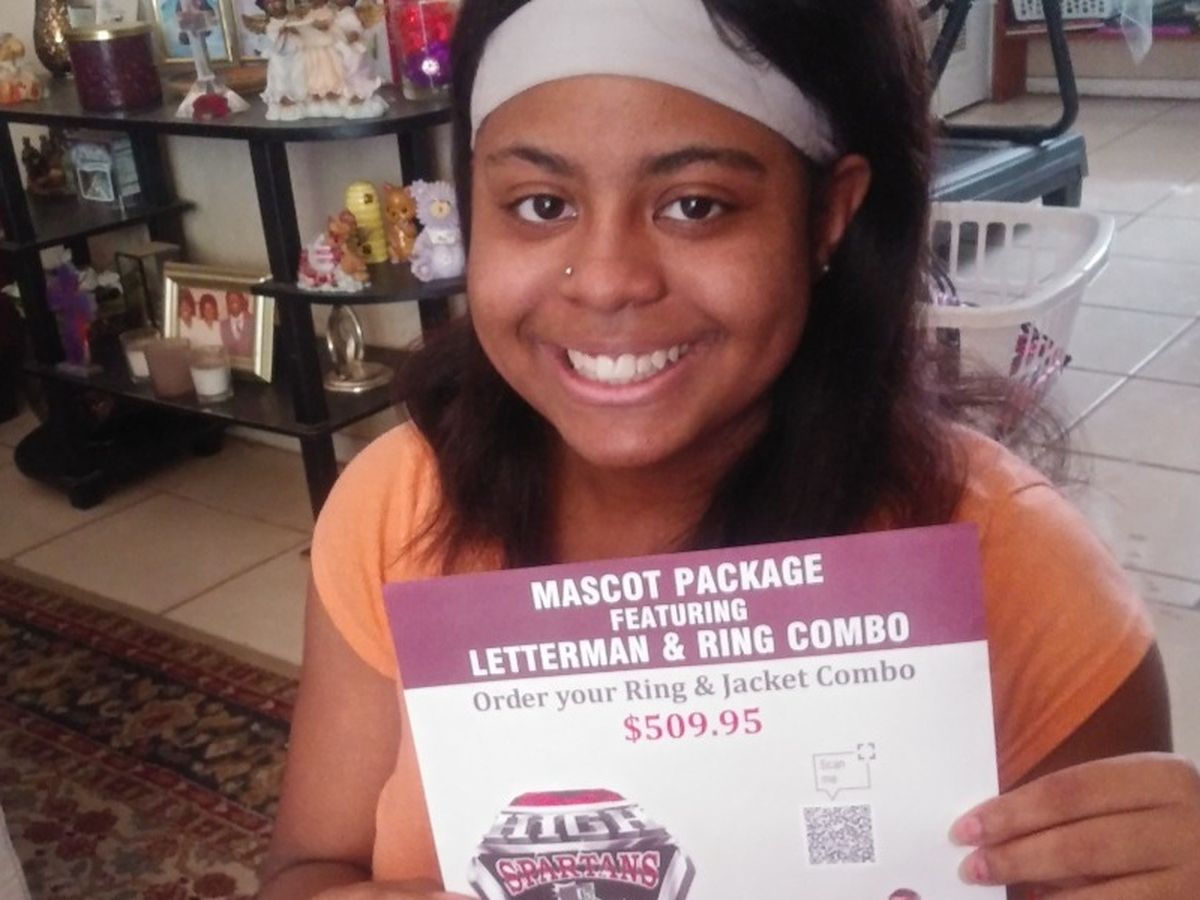 MASCOT PACKAGE
FEATURING
LETTERMAN & RING COMBO
Order your Ring & Jacket Combo
$509.95
Scan
me
HIGH
SPARTANS